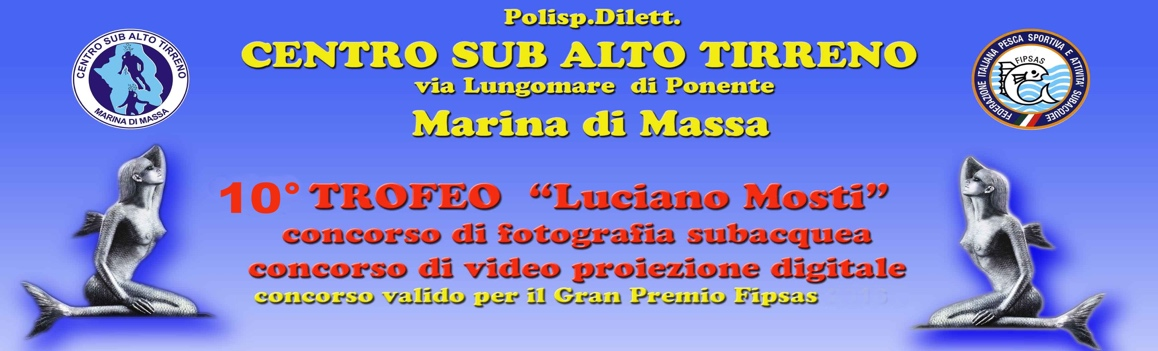 Polisp.Dilett.
CENTRO SUB ALTO TIRRENO
via Lungomare di Ponente
Marina di Massa
CENTRO SUB ALTO TIRRENO
MARINA DI MASSA
FEDERAZIONE ITALIANA PESCA SPORTIVA E ATTIVITA' SUBACQUEE
FIPSAS
10° TROFEO “Luciano Mosti”
concorso di fotografia subacquea
concorso di video proiezione digitale
concorso valido per il Gran Premio Fipsas